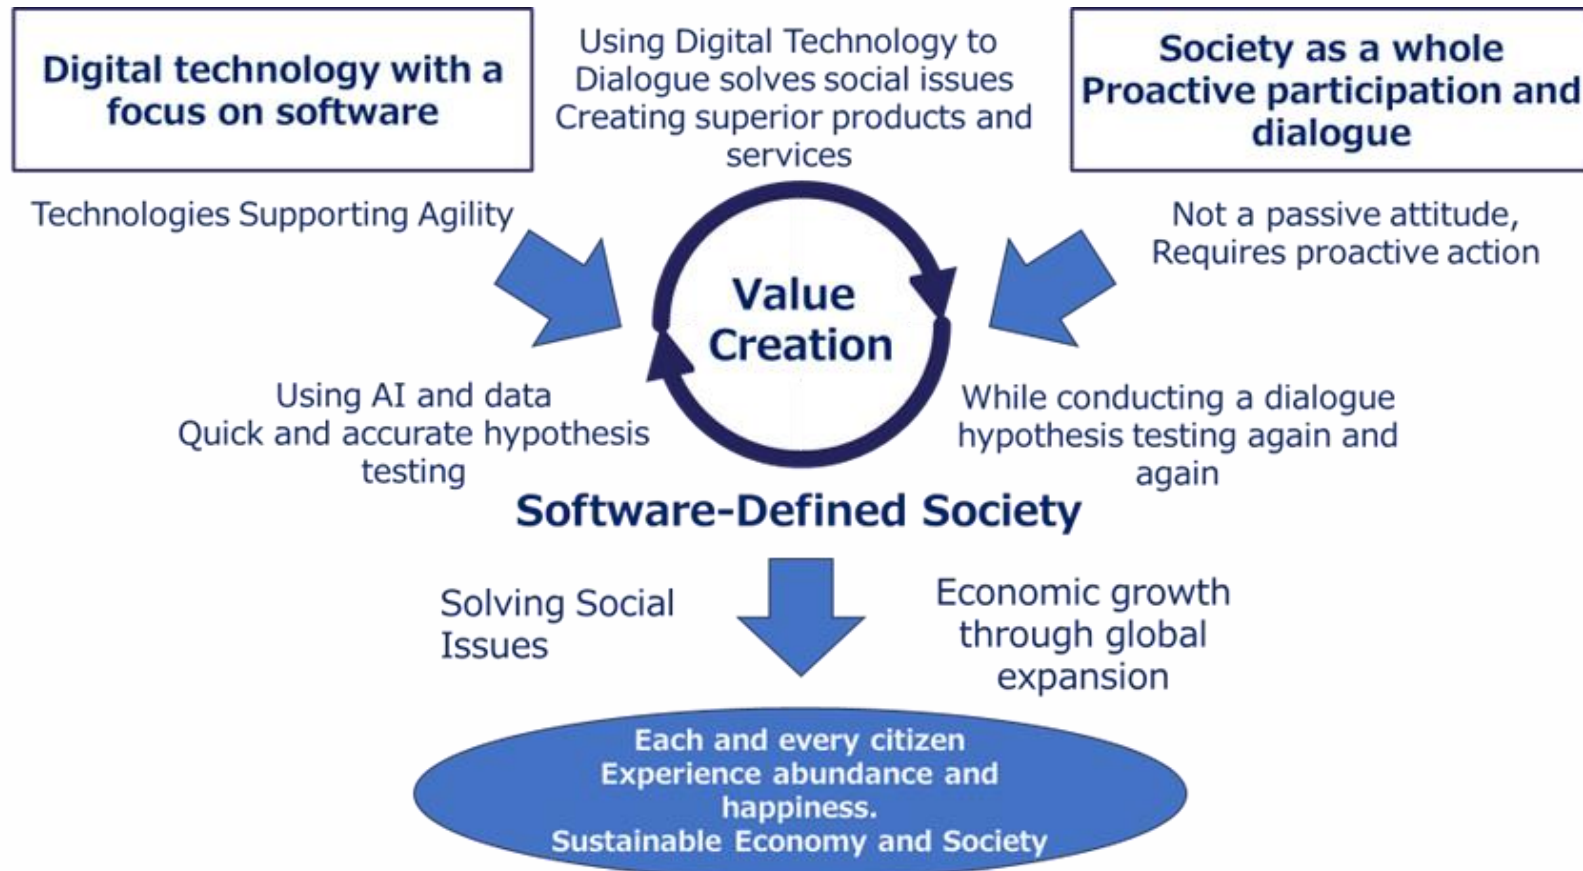 Digital technology with a
focus on software
Using Digital Technology to
Dialogue solves social issues
Creating superior products and
services
Society as a whole
Proactive participation and
dialogue
Technologies Supporting Agility
Not a passive attitude,
Requires proactive action
Value
Creation
Using AI and data
Quick and accurate hypothesis
testing
While conducting a dialogue
hypothesis testing again and
again
Software-Defined Society
Solving Social
Issues
Economic growth
through global
expansion
Each and every citizen
Experience abundance and
happiness.
Sustainable Economy and Society